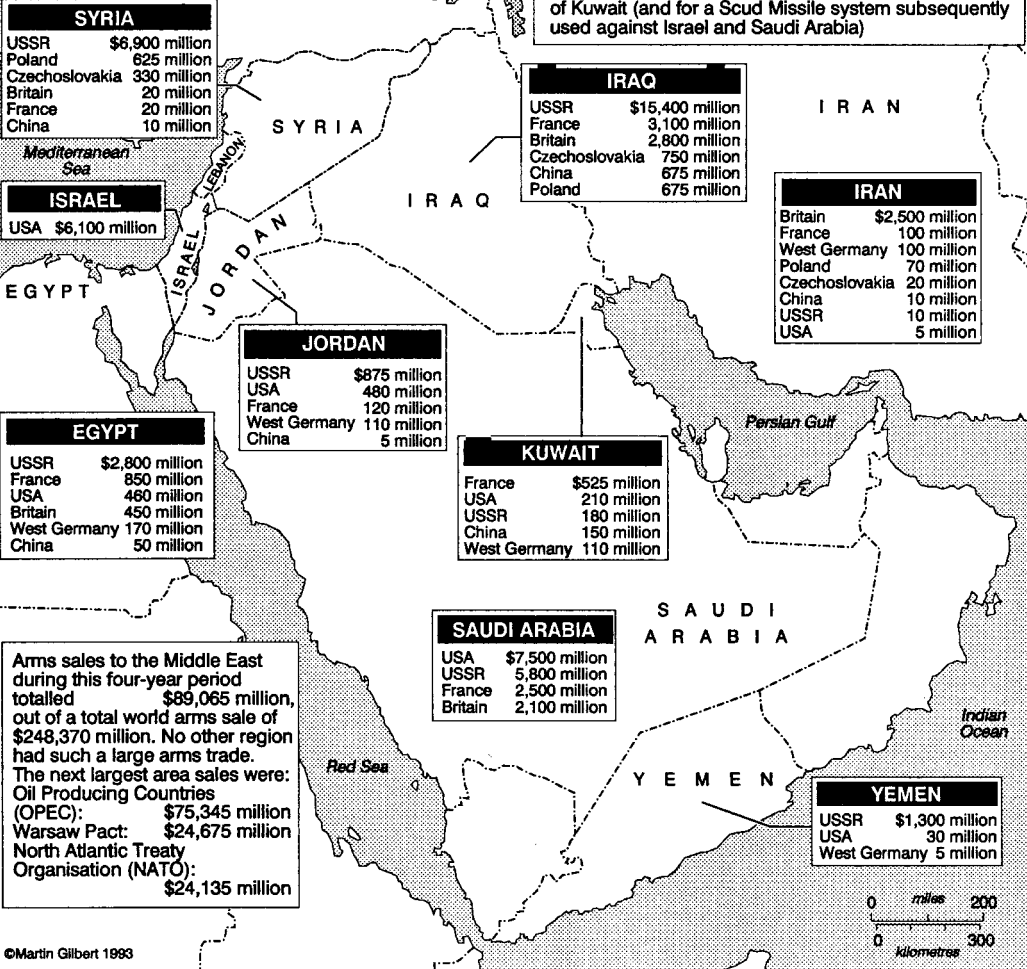 of Kuwait (and for a Scud Missile system subsequently
used against Israel and Saudi Arabia)
SYRIA
USSR $6,900 million
Poland 625 million
Czechoslovakia 330 million
Britain 20 million
France 20 million
China 10 million
IRAQ
USSR $15,400 million
France 3,100 million
Britain 2,800 million
Czechoslovakia 750 million
China 675 million
Poland 675 million
IRAN
SYRIA
Mediterranean
Sea
LEBANON
ISRAEL
USA $6,100 million
IRAQ
IRAN
Britain $2,500 million
France 100 million
West Germany 100 million
Poland 70 million
Czechoslovakia 20 million
China 10 million
USSR 10 million
USA 5 million
EGYPT
ISRAEL
JORDAN
JORDAN
USSR $875 million
USA 480 million
France 120 million
West Germany 110 million
China 5 million
Persian Gulf
EGYPT
USSR $2,800 million
France 850 million
USA 460 million
Britain 450 million
West Germany 170 million
China 50 million
KUWAIT
France $525 million
USA 210 million
USSR 180 million
China 150 million
West Germany 110 million
SAUDI
ARABIA
SAUDI ARABIA
USA $7,500 million
USSR 5,800 million
France 2,500 million
Britain 2,100 million
Arms sales to the Middle East
during this four-year period
totalled $89,065 million,
out of a total world arms sale of
$248,370 million. No other region
had such a large arms trade.
The next largest area sales were:
Oil Producing Countries
(OPEC): $75,345 million
Warsaw Pact: $24,675 million
North Atlantic Treaty
Organisation (NATO):
$24,135 million
Red Sea
Indian
Ocean
YEMEN
YEMEN
USSR $1,300 million
USA 30 million
West Germany 5 million
0 miles 200
0 300
kilometres
©Martin Gilbert 1993